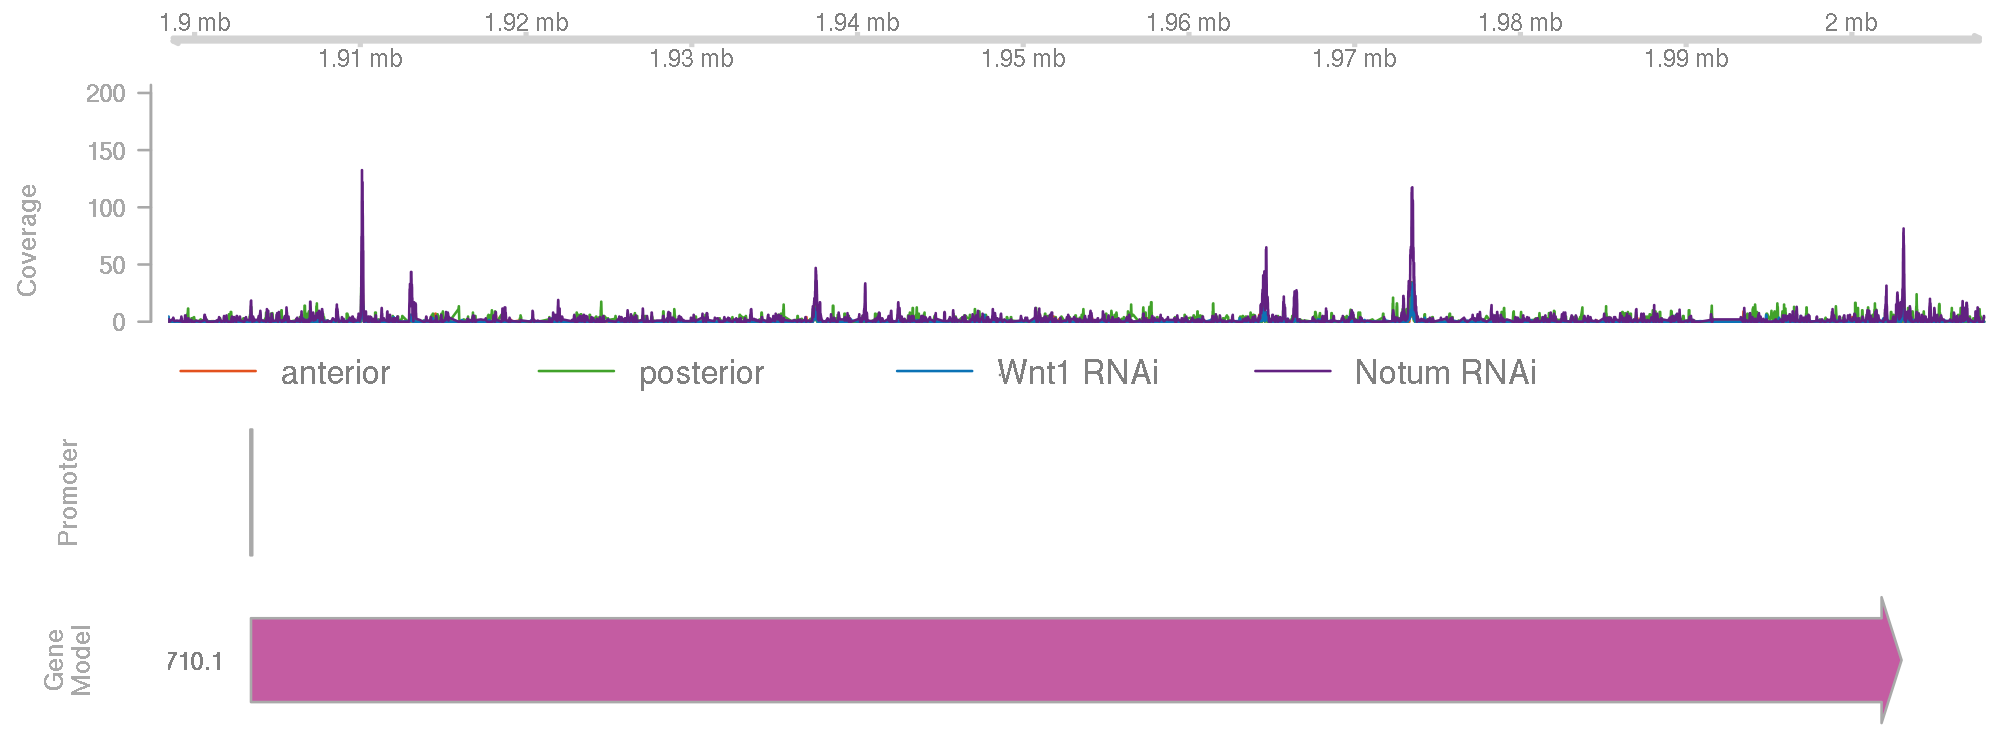 1.9 mb 1.92 mb 1.94 mb 1.96 mb 1.98 mb 2 mb
1.91 mb 1.93 mb 1.95 mb 1.97 mb 1.99 mb
200
150
100
50
0
Coverage
anterior posterior Wnt1 RNAi Notum RNAi
Promoter
Gene
Model
710.1